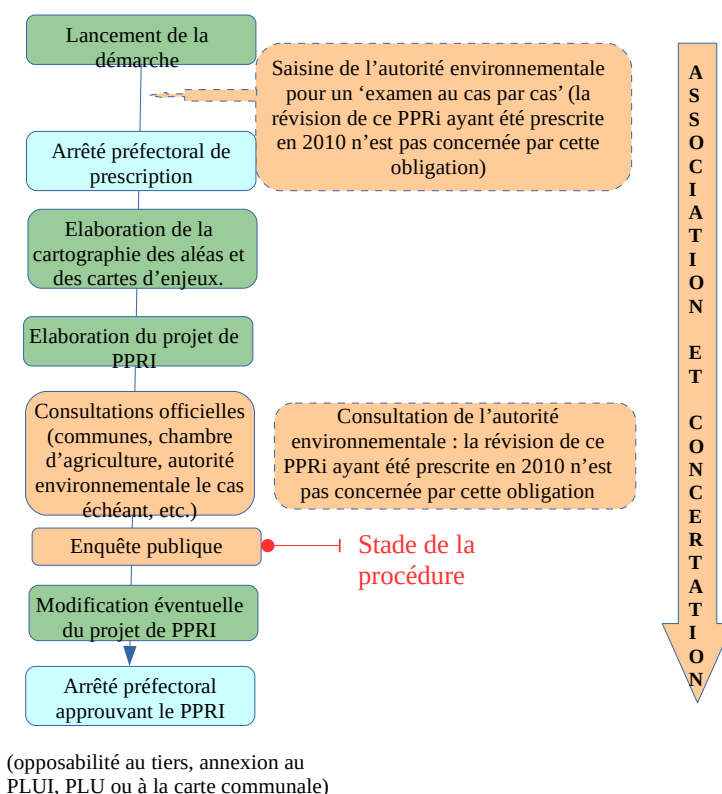 Lancement de la
démarche
Saisine de l’autorité environnementale
pour un ‘examen au cas par cas’ (la
révision de ce PPRi ayant été prescrite
en 2010 n’est pas concernée par cette
obligation)
Arrêté préfectoral de
prescription
Elaboration de la
cartographie des aléas et
des cartes d’enjeux.
Elaboration du projet de
PPRI
Consultations officielles
(communes, chambre
d’agriculture, autorité
environnementale le cas
échéant, etc.)
Consultation de l’autorité
environnementale : la révision de ce
PPRi ayant été prescrite en 2010 n’est
pas concernée par cette obligation
Enquête publique
Stade de la
procédure
Modification éventuelle
du projet de PPRI
Arrêté préfectoral
approuvant le PPRI
(opposabilité au tiers, annexion au
PLUI, PLU ou à la carte communale)
ASSOCIATION ET CONCERTATION